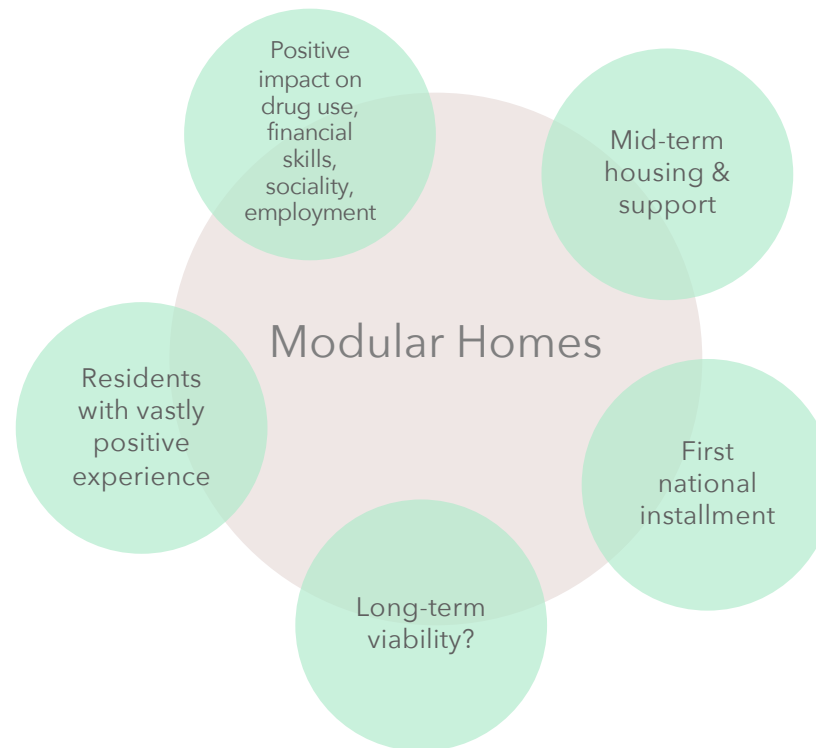 Positive
impact on
drug use,
financial
skills,
sociality,
employment
Mid-term
housing &
support
Modular Homes
Residents
with vastly
positive
experience
First
national
installment
Long-term
viability?